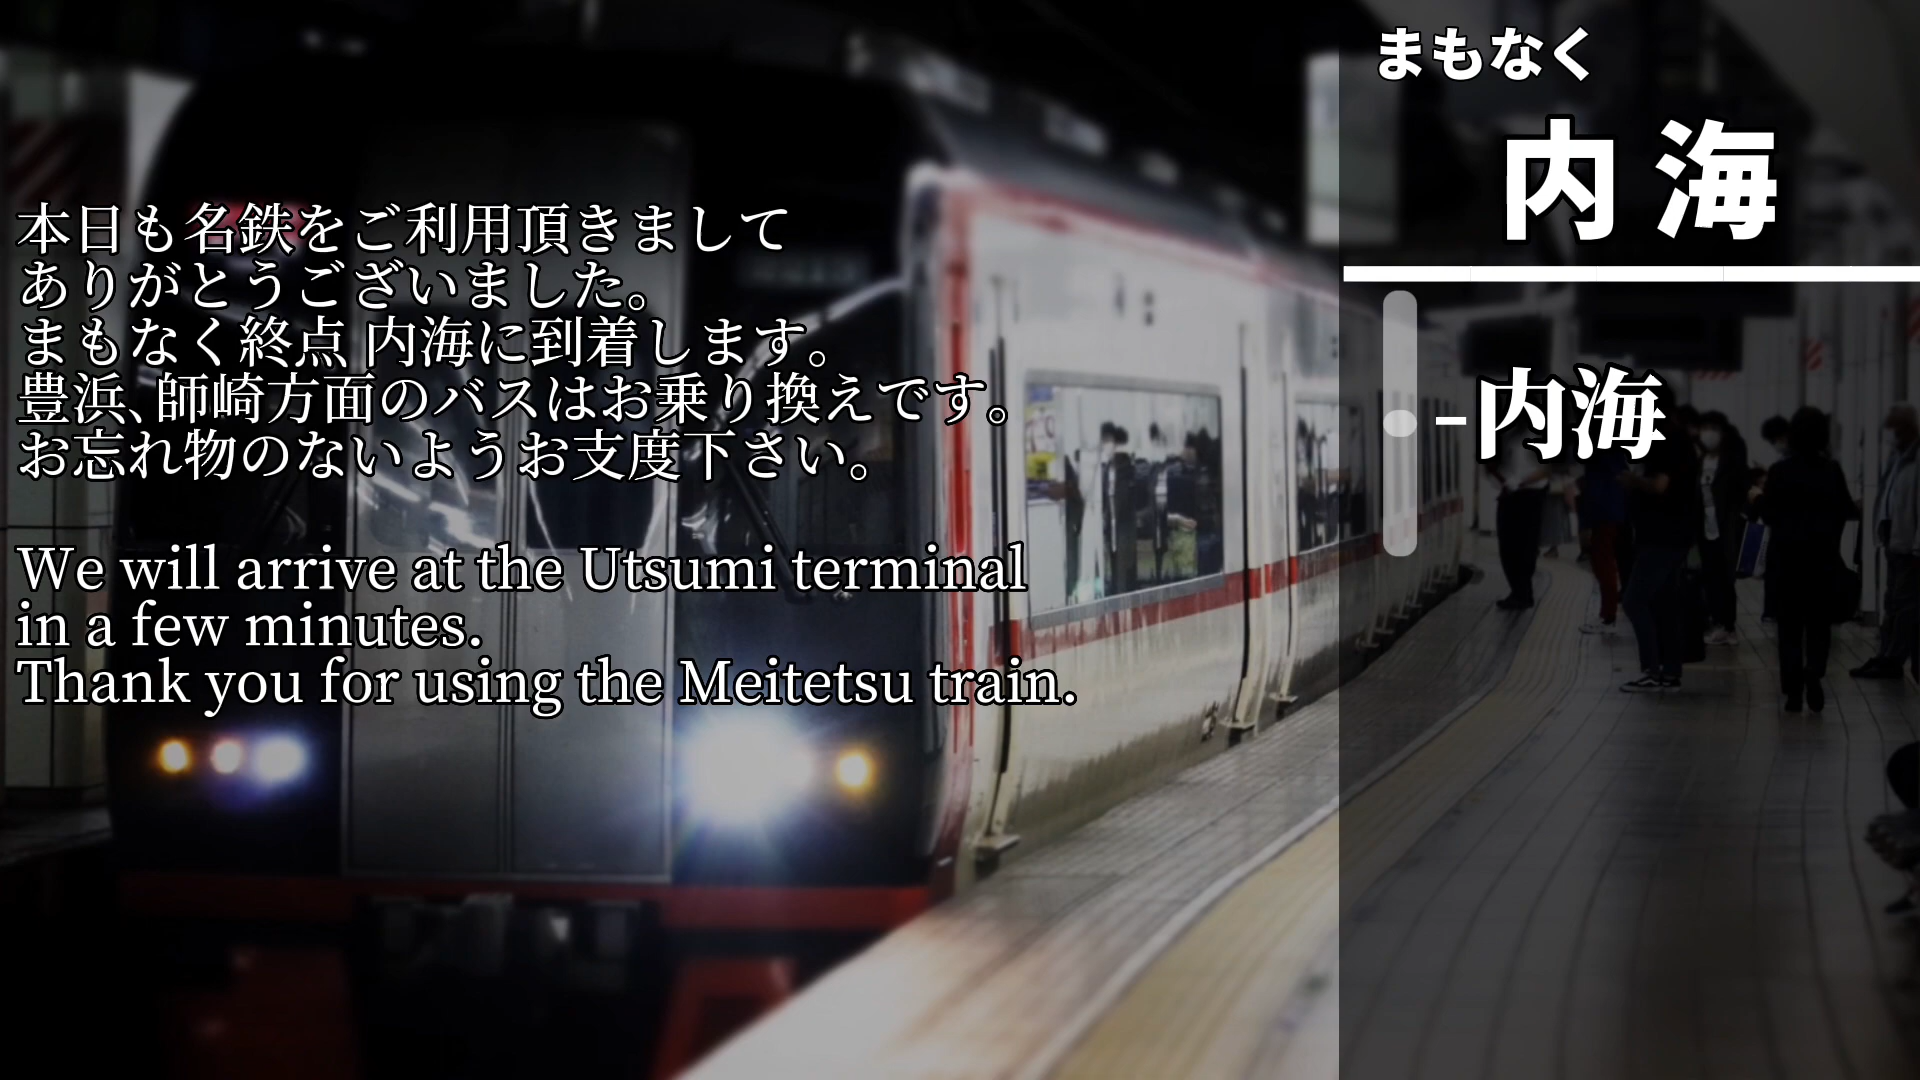 本日も名鉄をご利用頂きまして
ありがとうございました。
まもなく終点 内海に到着します。
豊浜、師崎方面のバスはお乗り換えです。
お忘れ物のないようお支度下さい。
We will arrive at the Utsumi terminal
in a few minutes.
Thank you for using the Meitetsu train.
まもなく
内海
-内海